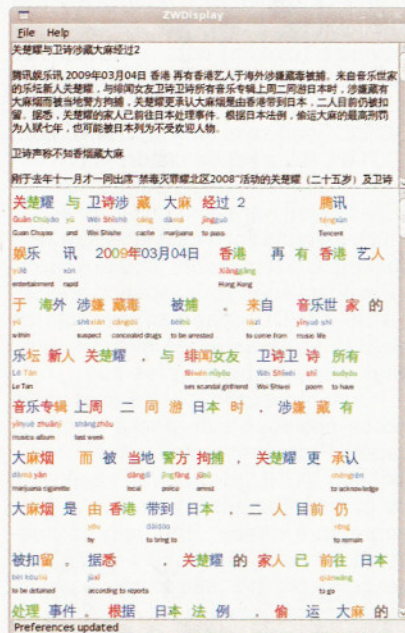 ZWDisplay
File Help
关楚耀与卫诗涉藏大麻经过2
腾讯娱乐讯 2009年03月04日 香港 再有香港艺人于海外涉嫌藏毒被捕。来自音乐世家
的乐坛新人关楚耀，与绯闻女友卫诗卫诗所有音乐专辑上周二同游日本时，涉嫌藏有
大麻烟而被当地警方拘捕，关楚耀更承认大麻烟是由香港带到日本，二人目前仍被扣
留。据悉，关楚耀的家人已前往日本处理事件。根据日本法例，偷运大麻的最高刑罚
为人狱七年，也可能被日本列为不受欢迎人物。
卫诗声称不知香烟藏大麻
刚于去年十一月才一同出席“禁毒灭罪耀北区2008”活动的关楚耀（二十五岁）及卫诗
关楚耀 与 卫诗涉 藏 大麻 经过 2 腾讯
Guān Chǔyào yǔ Wèi Shīshè cáng dàmá jīngguò téngxùn
Guan Chuyao and Wei Shishe cache marijuana to pass Tencent
娱乐 讯 2009年03月04日 香港 再 有 香港 艺人
yúlè xùn Xiānggǎng
entertainment rapid Hong Kong
于 海外 涉嫌 藏毒 被捕 。 来自 音乐世 家 的
yú shèxián cángdú bèibǔ láizì yīnyuè shì
within suspect concealed drugs to be arrested to come from music life
乐坛 新人 关楚耀 ， 与 绯闻女友 卫诗卫 诗 所有
Lè Tán fēiwén nǚyǒu Wèi Shīwèi shī suǒyǒu
Le Tan sex scandal girlfriend Wei Shiwei poem to have
音乐专辑 上周 二 同 游 日本 时 ， 涉嫌 藏 有
yīnyuè zhuānjí shàngzhōu
musica album last week
大麻烟 而 被 当地 警方 拘捕 ， 关楚耀 更 承认
dàmá yān dāngdì jǐngfāng jūbǔ chéngrèn
marijuana cigarette local police arrest to acknowledge
大麻烟 是 由 香港 带到 日本 ， 二 人 目前 仍
yóu dàidào réng
by to bring to to remain
被扣留 。 据悉 ， 关楚耀 的 家人 已 前往 日本
bèi kòuliú jùxī qiánwǎng
to be detained according to reports to go
处理 事件 。 根据 日本 法 例 ， 偷 运 大麻 的
Preferences updated